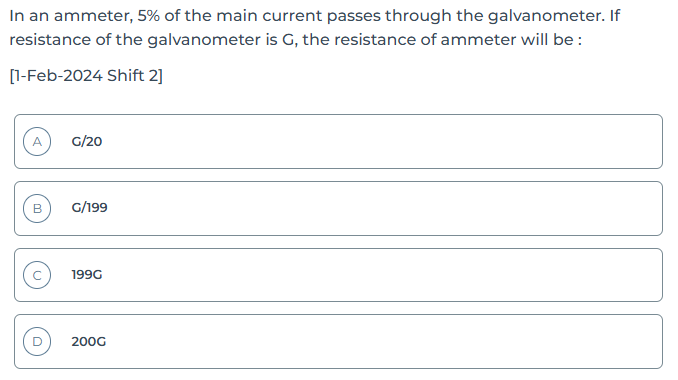 In an ammeter, 5% of the main current passes through the galvanometer. If
resistance of the galvanometer is G, the resistance of ammeter will be :
[1-Feb-2024 Shift 2]
A G/20
B G/199
C 199G
D 200G